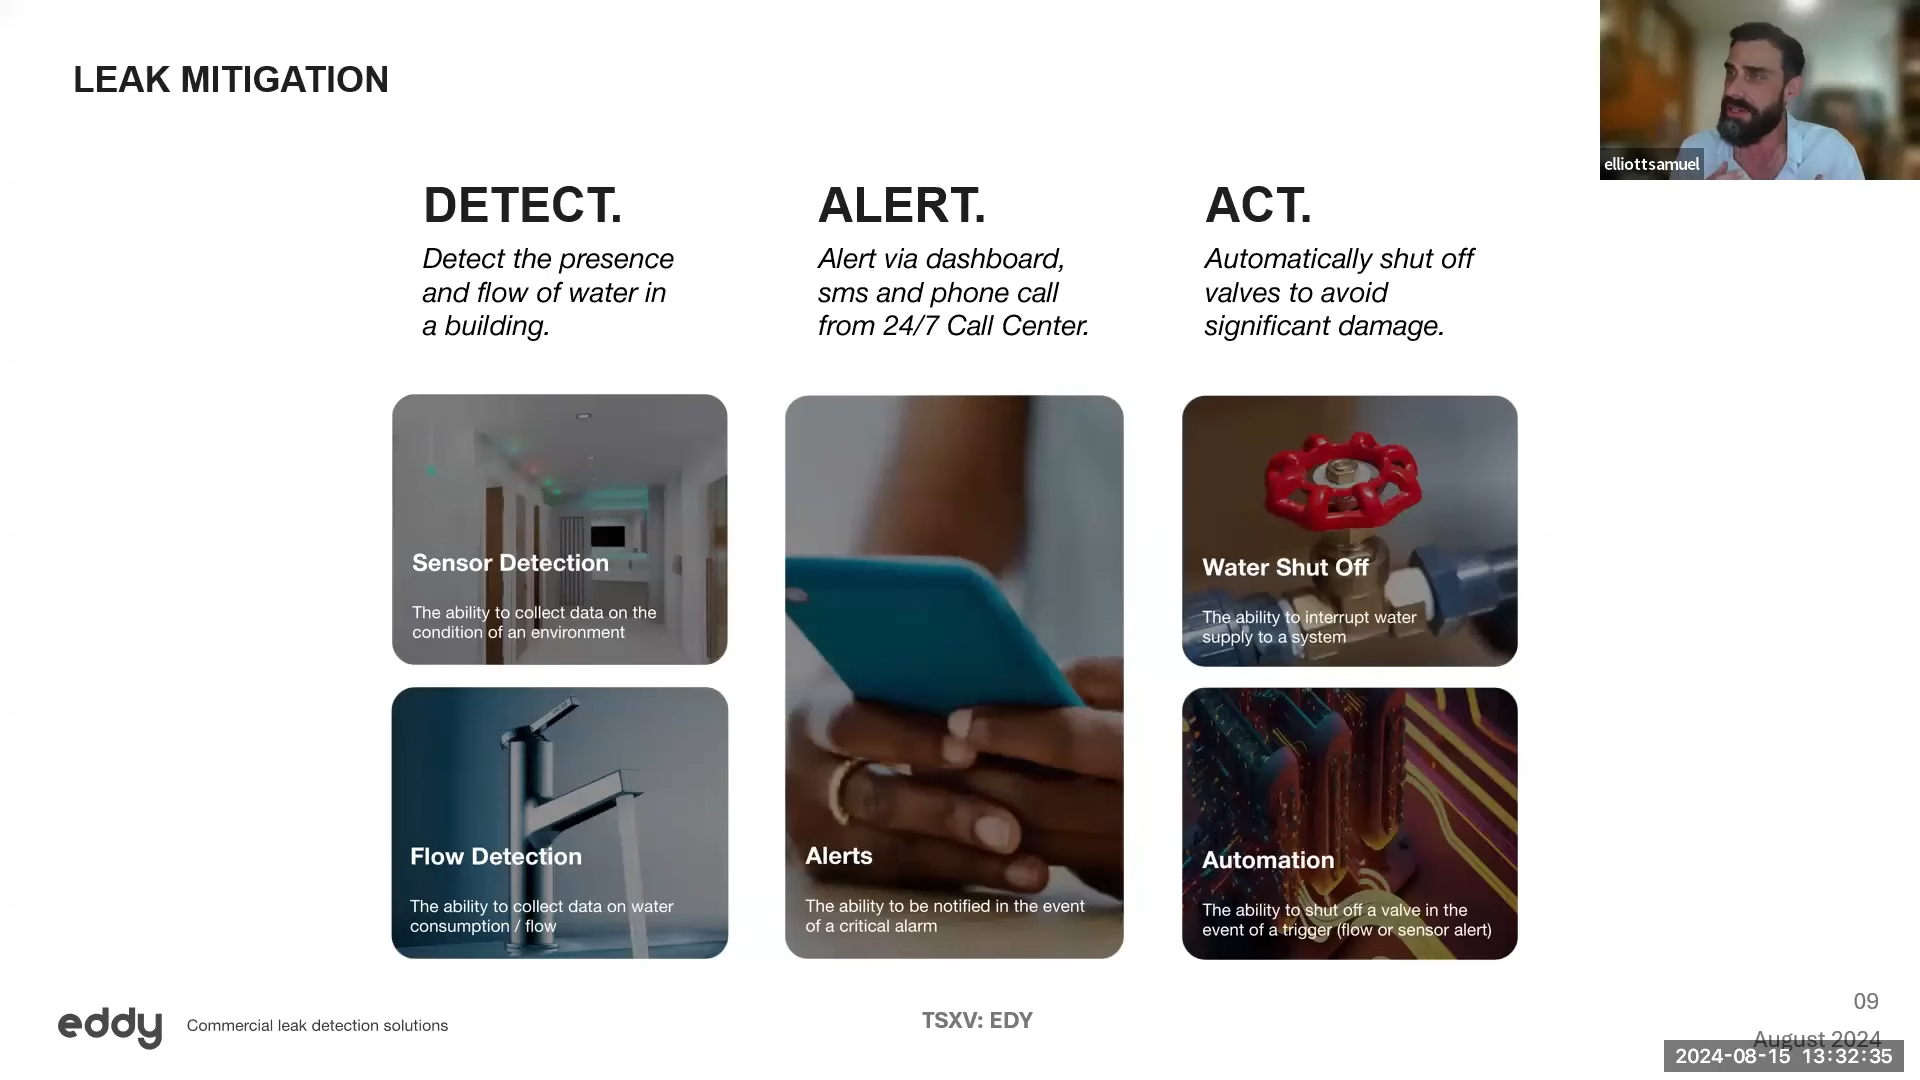 LEAK MITIGATION
elliottsamuel
DETECT.
Detect the presence
and flow of water in
a building.
ALERT.
Alert via dashboard,
sms and phone call
from 24/7 Call Center.
ACT.
Automatically shut off
valves to avoid
significant damage.
Sensor Detection
The ability to collect data on the
condition of an environment
Flow Detection
The ability to collect data on water
consumption / flow
Alerts
The ability to be notified in the event
of a critical alarm
Water Shut Off
The ability to interrupt water
supply to a system
Automation
The ability to shut off a valve in the
event of a trigger (flow or sensor alert)
eddy
Commercial leak detection solutions
TSXV: EDY
09
August 2024
2024-08-15 13:32:35